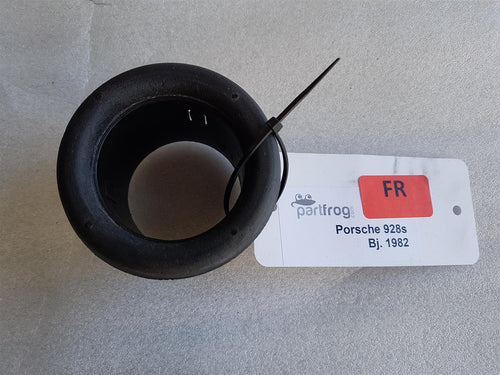 FR
partfrog
Porsche 928s
Bj. 1982